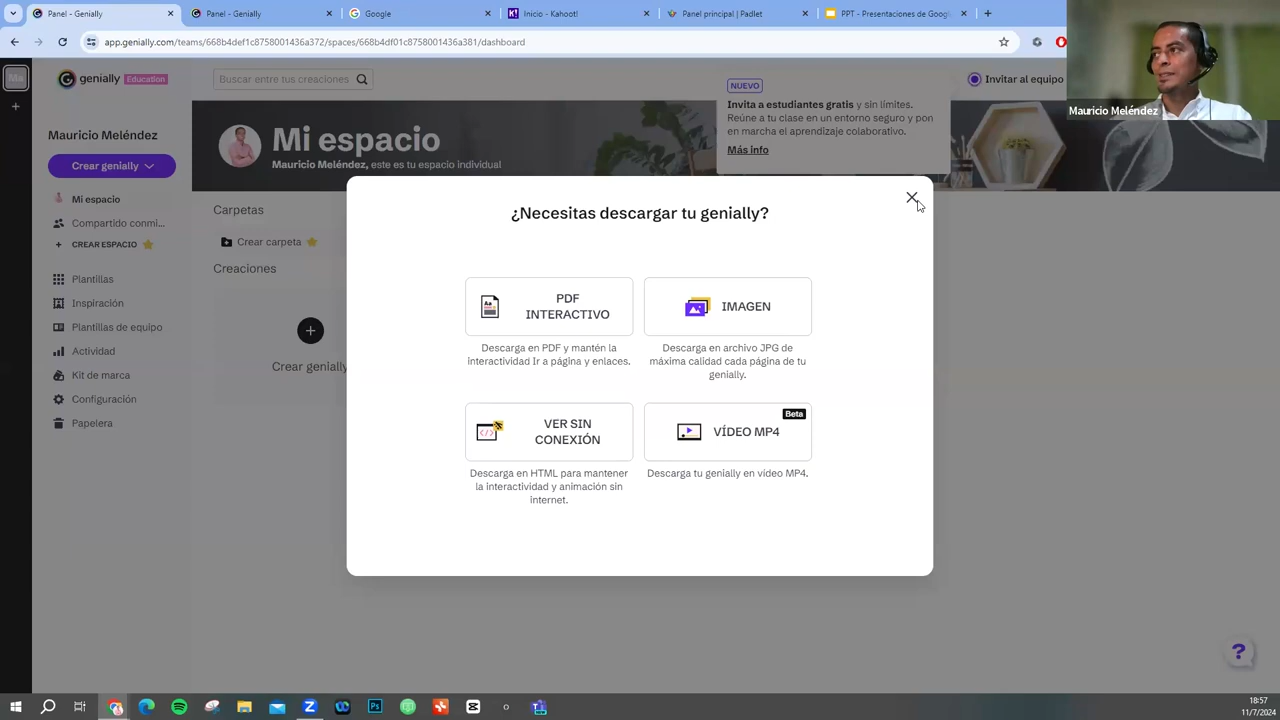 Panel - Genially
Panel - Genially
Google
Inicio - Kahoot!
Panel principal | Padlet
PPT - Presentaciones de Googl
app.genially.com/teams/668b4def1c8758001436a372/spaces/668b4df01c8758001436a381/dashboard
Me
genially Education
Buscar entre tus creaciones
NUEVO
Invita a estudiantes gratis y sin límites.
Reúne a tu clase en un entorno seguro y pon
en marcha el aprendizaje colaborativo.
Más info
Invitar al equipo
Mauricio Meléndez
Mauricio Meléndez
Crear genially
Mi espacio
Compartido conmi...
CREAR ESPACIO
Plantillas
Inspiración
Plantillas de equipo
Actividad
Kit de marca
Configuración
Papelera
Mi espacio
Mauricio Meléndez, este es tu espacio individual
Carpetas
Crear carpeta
Creaciones
Crear genially
¿Necesitas descargar tu genially?
PDF
INTERACTIVO
Descarga en PDF y mantén la
interactividad Ir a página y enlaces.
IMAGEN
Descarga en archivo JPG de
máxima calidad cada página de tu
genially.
VER SIN
CONEXIÓN
Descarga en HTML para mantener
la interactividad y animación sin
internet.
Beta
VÍDEO MP4
Descarga tu genially en vídeo MP4.
?
18:57
11/7/2024